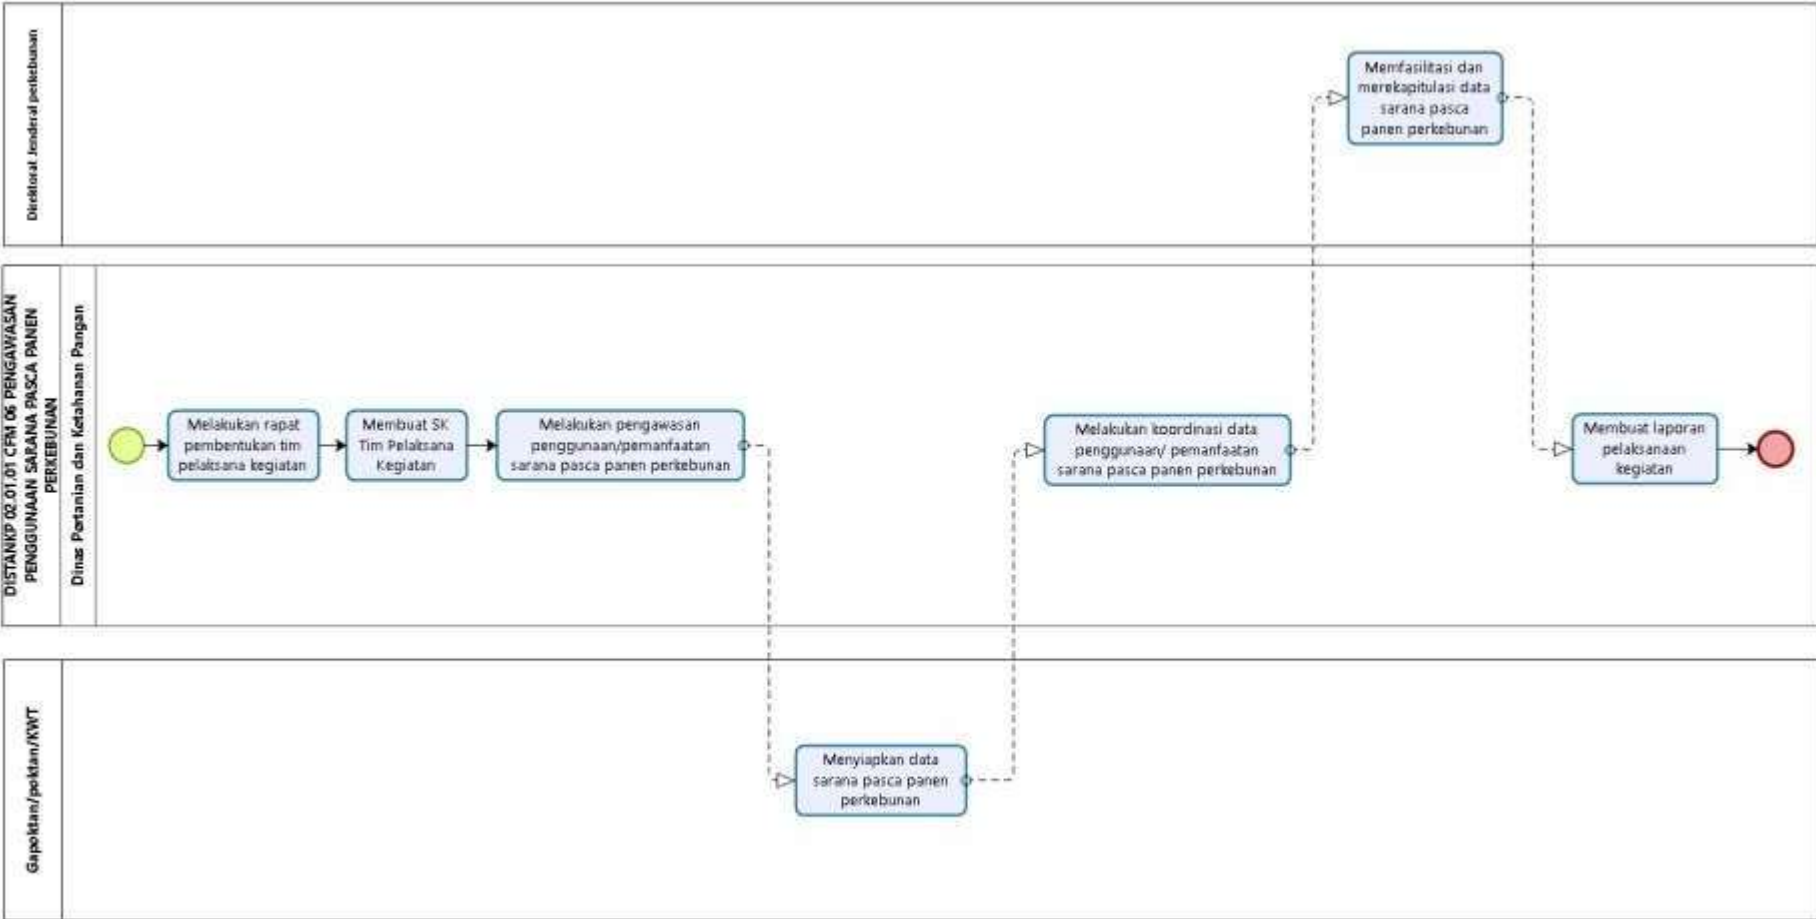 Direktorat Jenderal perkebunan
Memfasilitasi dan
merekapitulasi data
sarana pasca
panen perkebunan
DISTANKP 02.01.01 CFM 06 PENGAWASAN
PENGGUNAAN SARANA PASCA PANEN
PERKEBUNAN
Dinas Pertanian dan Ketahanan Pangan
Melakukan rapat
pembentukan tim
pelaksana kegiatan
Membuat SK
Tim Pelaksana
Kegiatan
Melakukan pengawasan
penggunaan/pemanfaatan
sarana pasca panen perkebunan
Melakukan koordinasi data
penggunaan/ pemanfaatan
sarana pasca panen perkebunan
Membuat laporan
pelaksanaan
kegiatan
Gapoktan/poktan/KWT
Menyiapkan data
sarana pasca panen
perkebunan